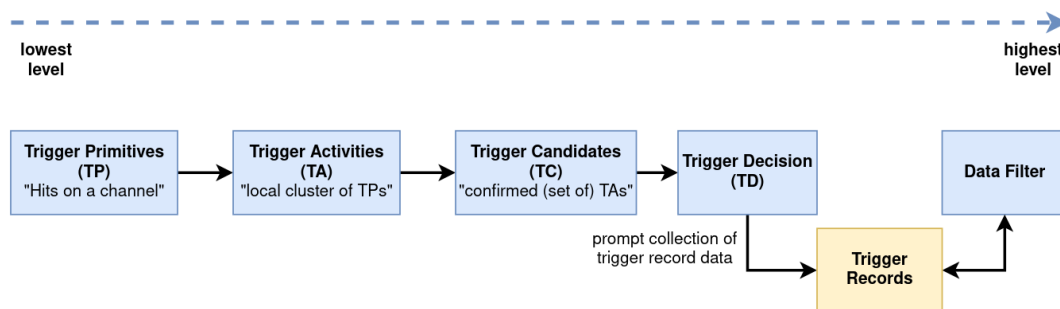 lowest
level
highest
level
Trigger Primitives
(TP)
"Hits on a channel"
Trigger Activities
(TA)
"local cluster of TPs"
Trigger Candidates
(TC)
"confirmed (set of) TAs"
Trigger Decision
(TD)
Data Filter
prompt collection of
trigger record data
Trigger
Records